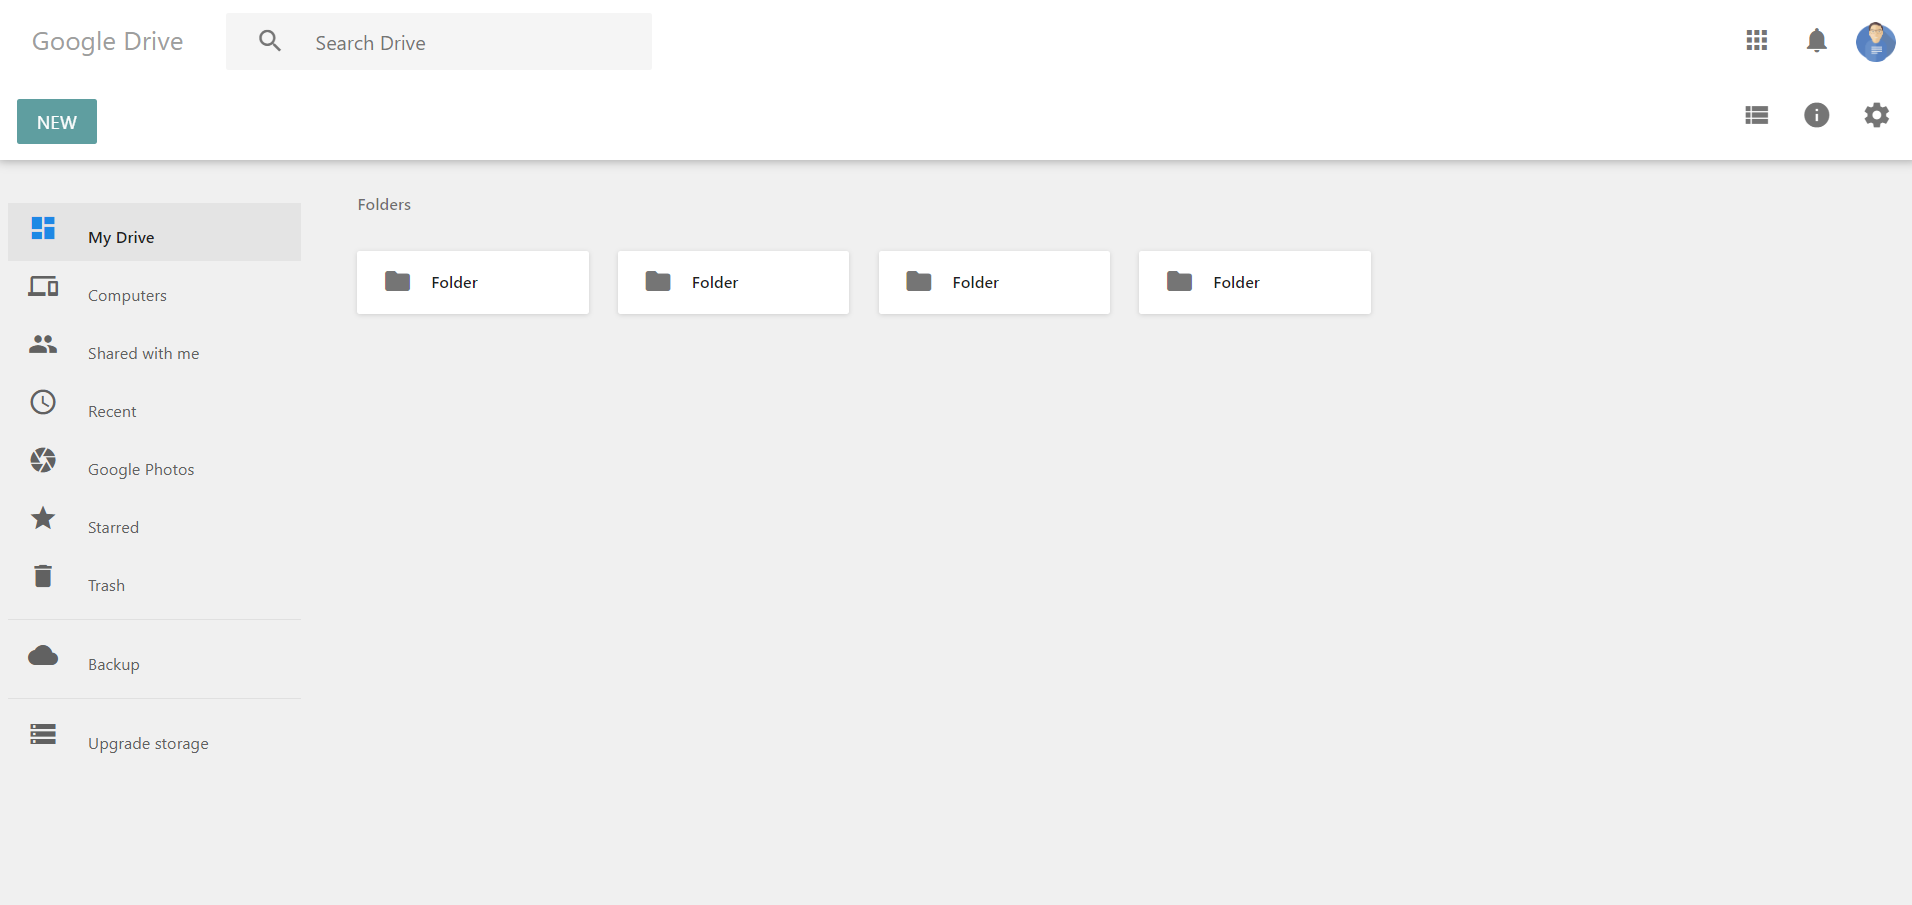 Google Drive
Search Drive
NEW
My Drive
Computers
Shared with me
Recent
Google Photos
Starred
Trash
Backup
Upgrade storage
Folders
Folder
Folder
Folder
Folder